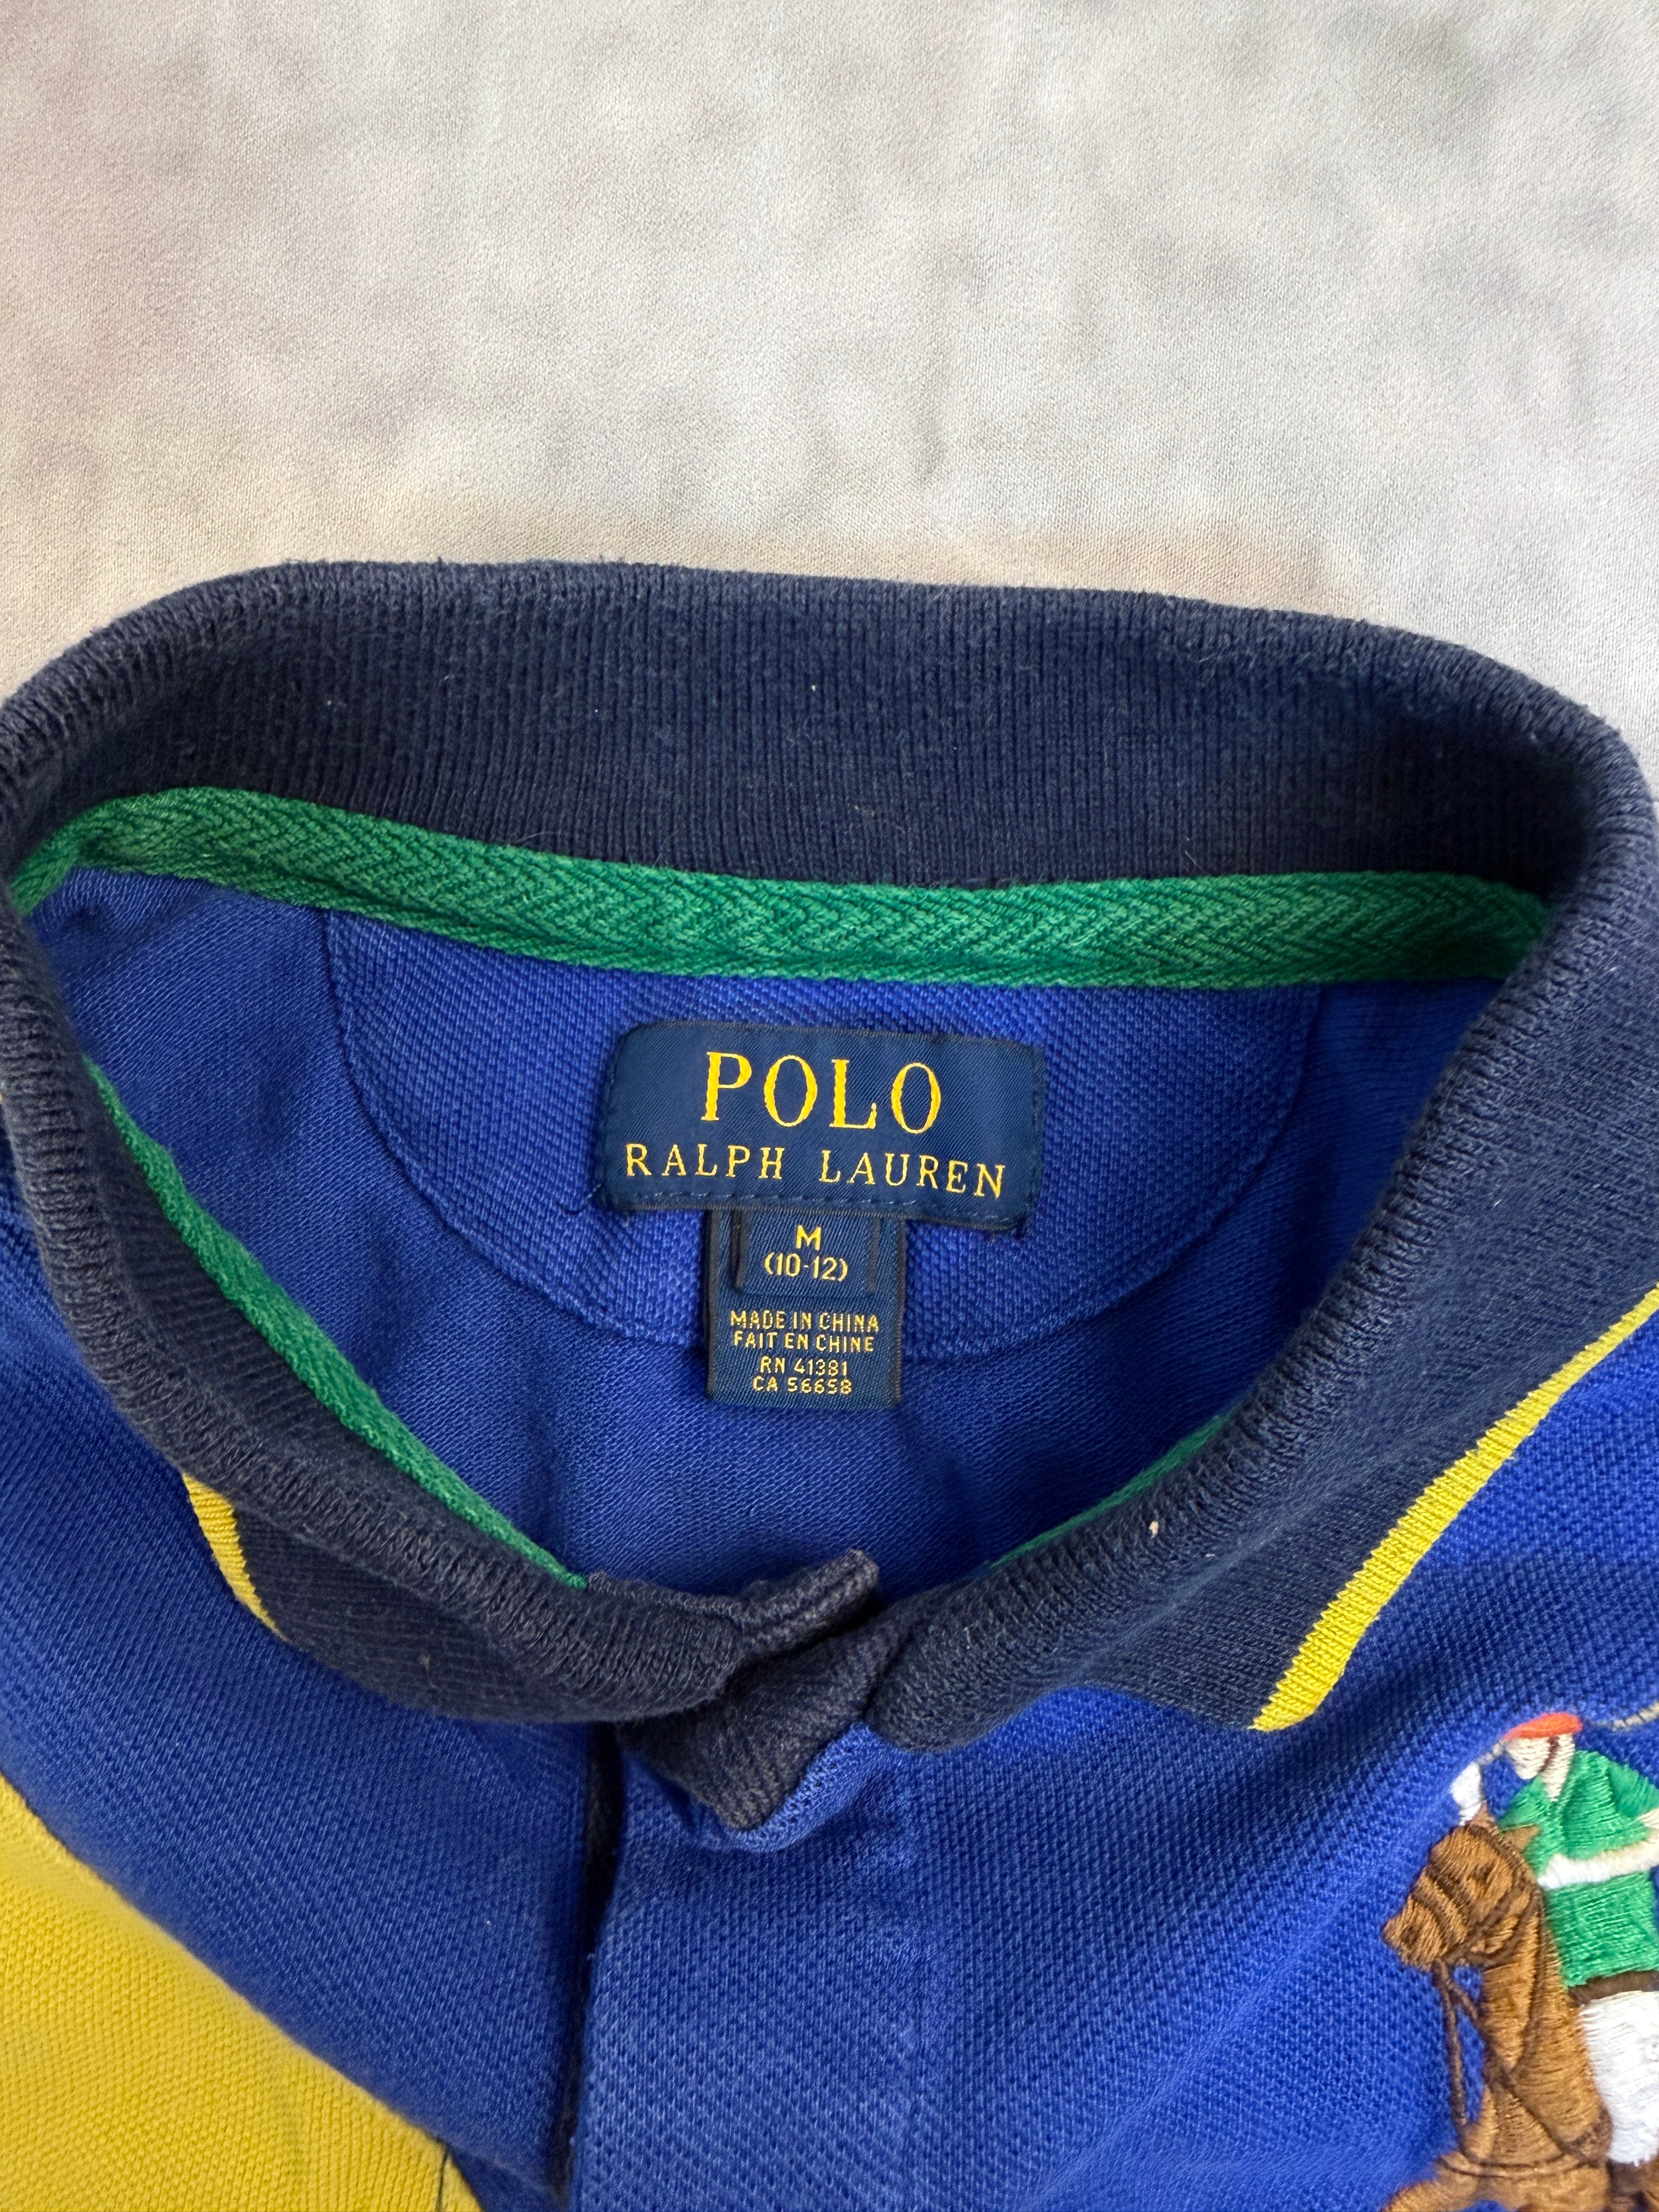 POLO
RALPH LAUREN
M
(10-12)
MADE IN CHINA
FAIT EN CHINE
RN 41381
CA 56658